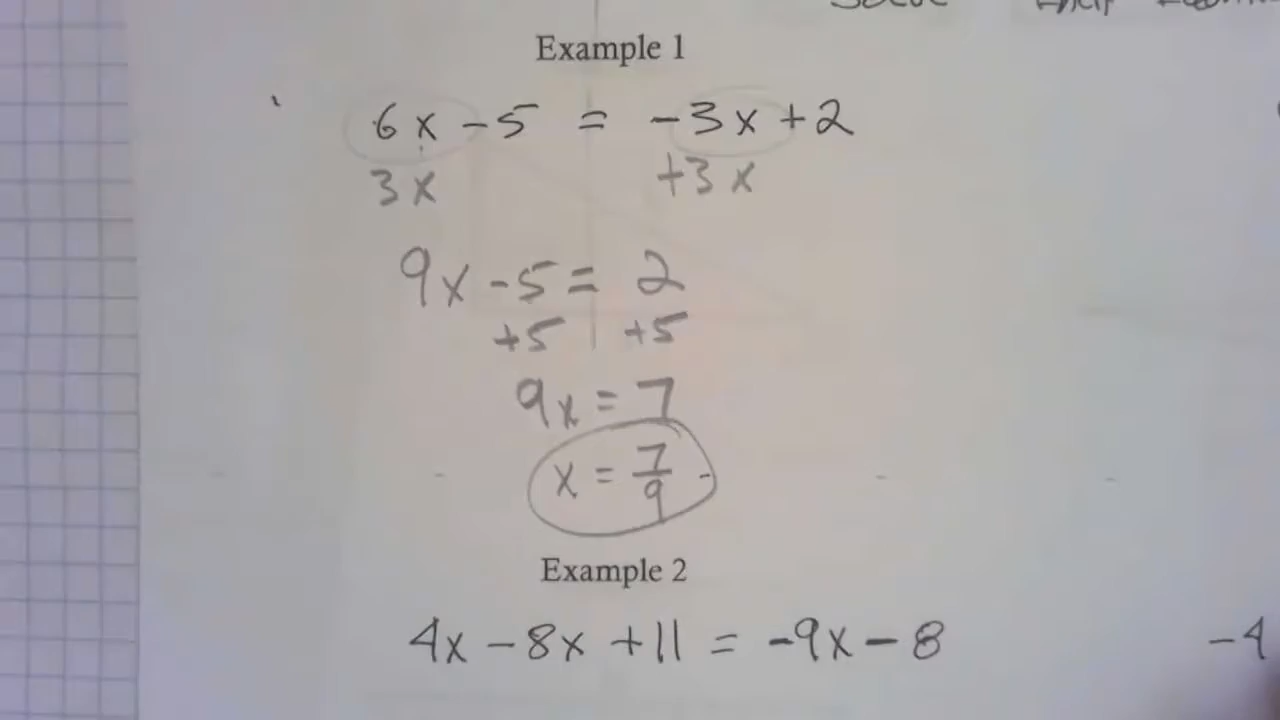 Example 1
6x - 5 = -3x + 2
3x +3x
9x - 5 = 2
+5 +5
9x = 7
x = 7/9
Example 2
4x - 8x + 11 = -9x - 8
-4